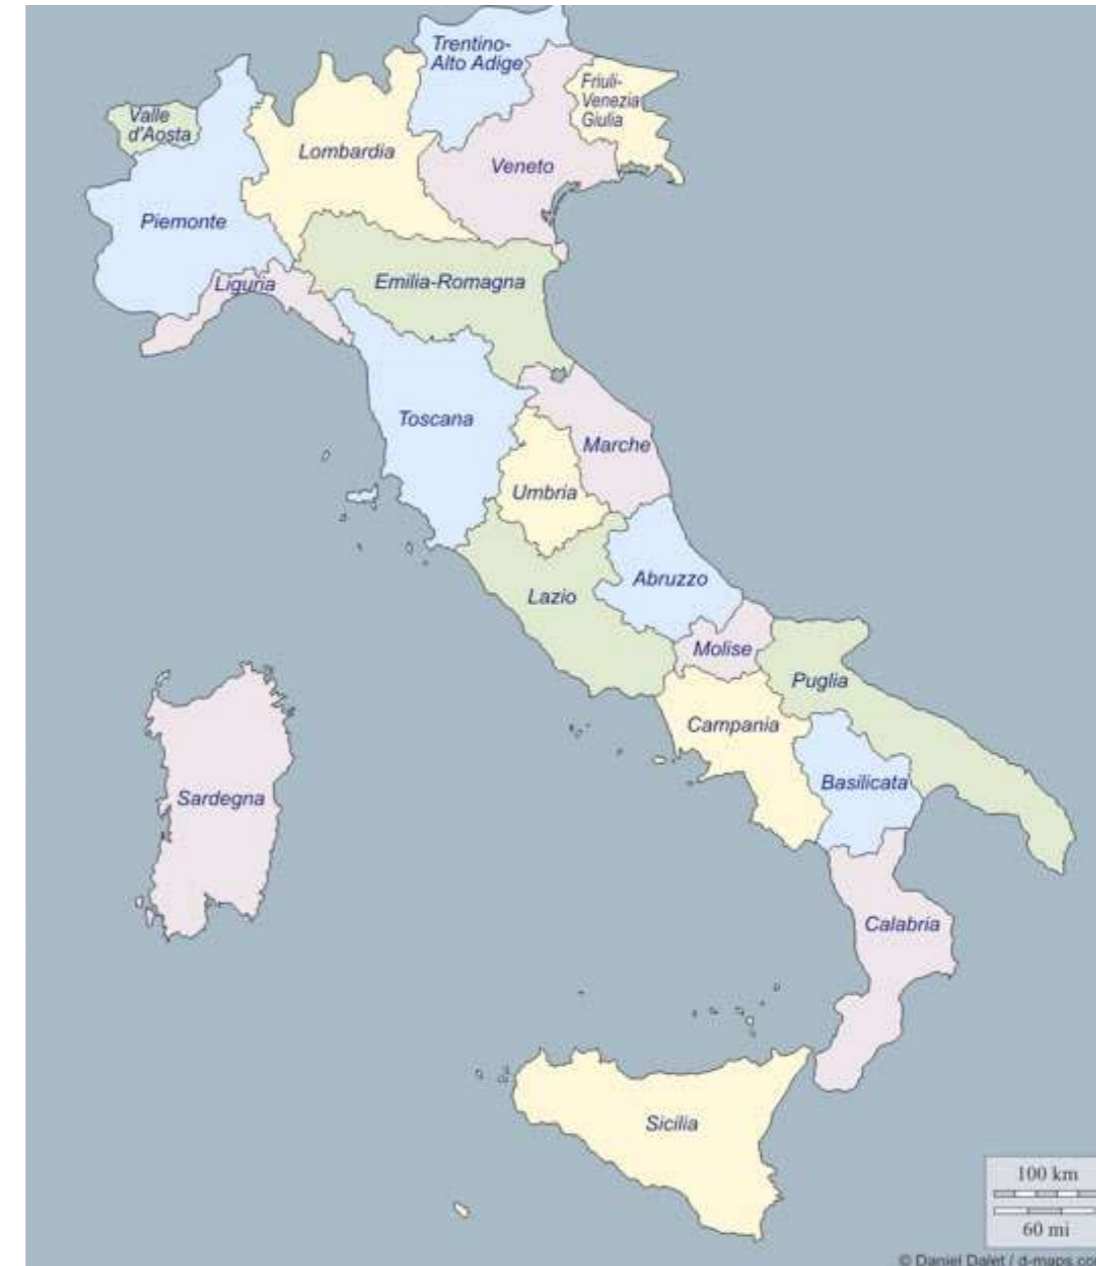 Trentino-
Alto Adige
Friuli-
Venezia
Giulia
Valle
d'Aosta
Lombardia
Veneto
Piemonte
Liguria
Emilia-Romagna
Toscana
Marche
Umbria
Abruzzo
Lazio
Molise
Puglia
Campania
Basilicata
Sardegna
Calabria
Sicilia
100 km
60 mi
© Daniel Dalet / d-maps.com